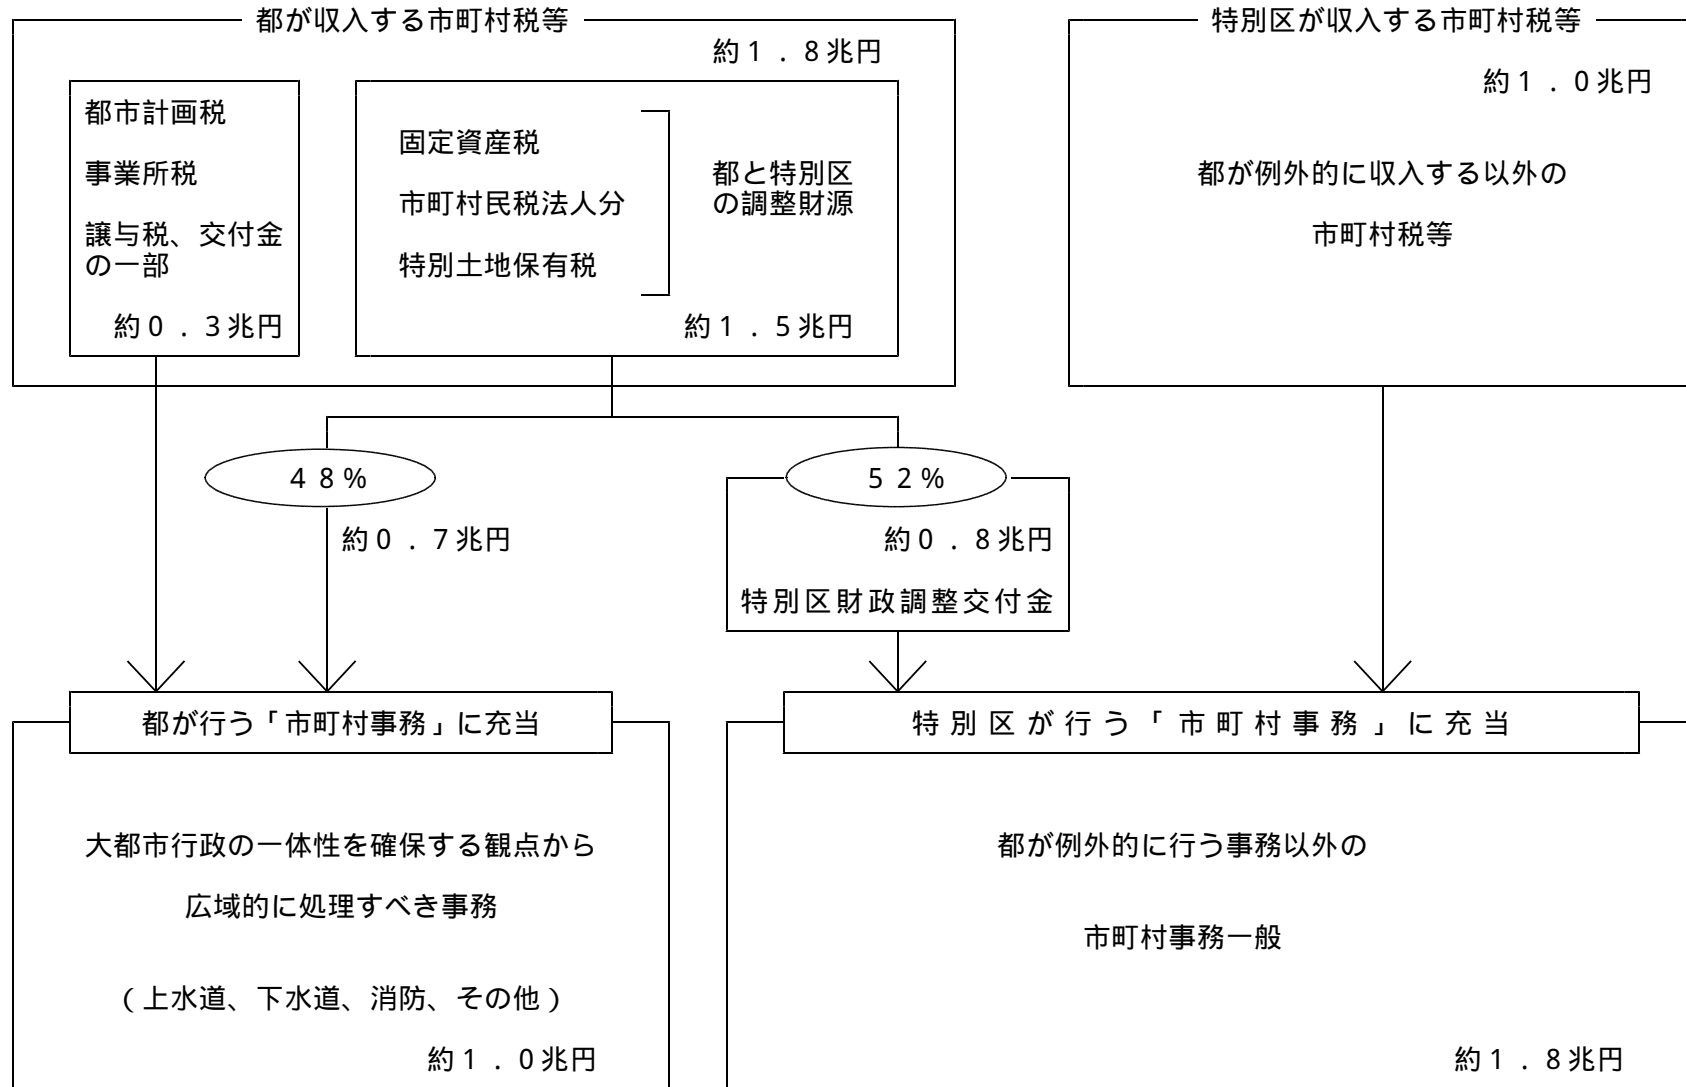 都が収入する市町村税等
約1．8兆円
都市計画税
事業所税
譲与税、交付金
の一部
約0．3兆円
固定資産税
市町村民税法人分
特別土地保有税
都と特別区
の調整財源
約1．5兆円
特別区が収入する市町村税等
約1．0兆円
都が例外的に収入する以外の
市町村税等
48%
約0．7兆円
52%
約0．8兆円
特別区財政調整交付金
都が行う「市町村事務」に充当
大都市行政の一体性を確保する観点から
広域的に処理すべき事務
（上水道、下水道、消防、その他）
約1．0兆円
特別区が行う「市町村事務」に充当
都が例外的に行う事務以外の
市町村事務一般
約1．8兆円